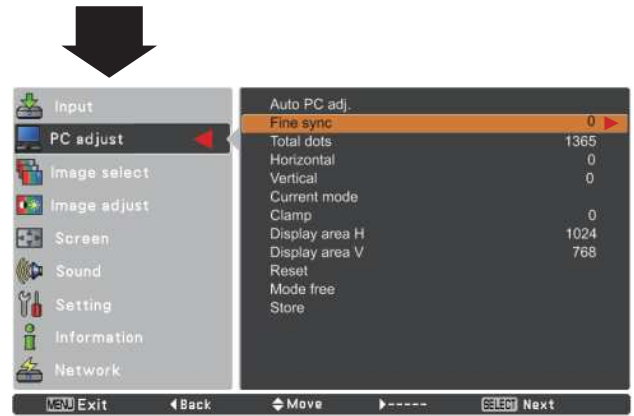 Input
PC adjust
Image select
Image adjust
Screen
Sound
Setting
Information
Network
Auto PC adj.
Fine sync 0
Total dots 1365
Horizontal 0
Vertical 0
Current mode
Clamp 0
Display area H 1024
Display area V 768
Reset
Mode free
Store
MENU Exit ◀Back Move ▶----- SELECT Next